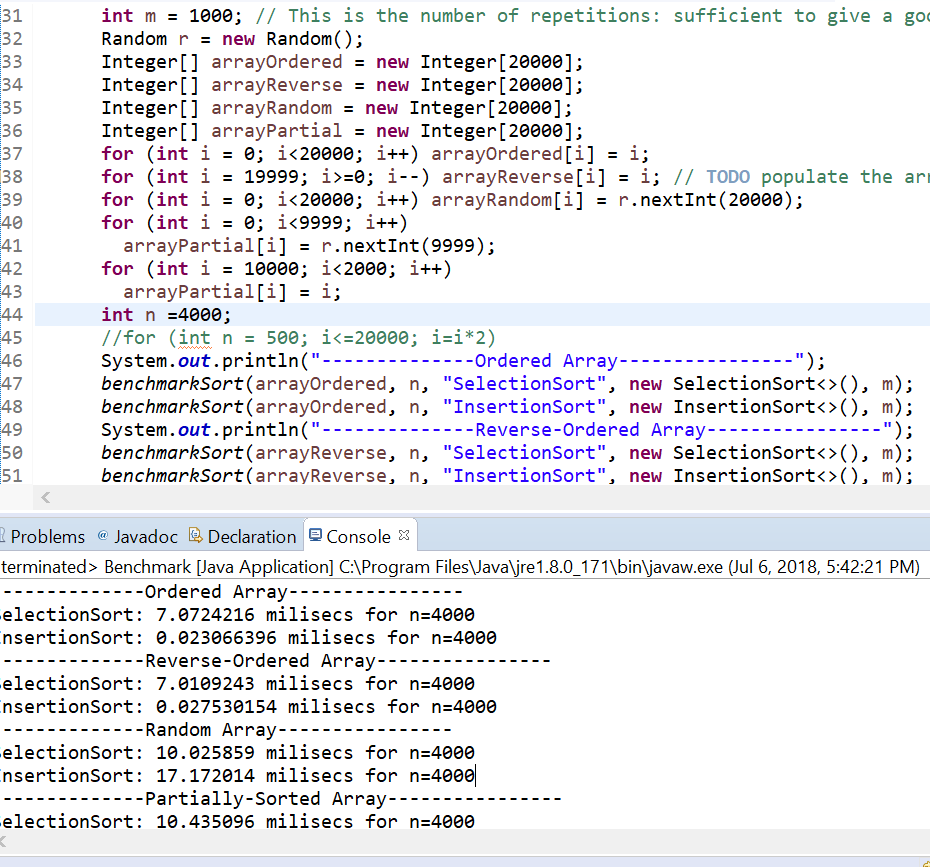 31 int m = 1000; // This is the number of repetitions: sufficient to give a goo
32 Random r = new Random();
33 Integer[] arrayOrdered = new Integer[20000];
34 Integer[] arrayReverse = new Integer[20000];
35 Integer[] arrayRandom = new Integer[20000];
36 Integer[] arrayPartial = new Integer[20000];
37 for (int i = 0; i<20000; i++) arrayOrdered[i] = i;
38 for (int i = 19999; i>=0; i--) arrayReverse[i] = i; // TODO populate the arr
39 for (int i = 0; i<20000; i++) arrayRandom[i] = r.nextInt(20000);
40 for (int i = 0; i<9999; i++)
41 arrayPartial[i] = r.nextInt(9999);
42 for (int i = 10000; i<2000; i++)
43 arrayPartial[i] = i;
44 int n =4000;
45 //for (int n = 500; i<=20000; i=i*2)
46 System.out.println("--------------Ordered Array----------------");
47 benchmarkSort(arrayOrdered, n, "SelectionSort", new SelectionSort<>(), m);
48 benchmarkSort(arrayOrdered, n, "InsertionSort", new InsertionSort<>(), m);
49 System.out.println("--------------Reverse-Ordered Array----------------");
50 benchmarkSort(arrayReverse, n, "SelectionSort", new SelectionSort<>(), m);
51 benchmarkSort(arrayReverse, n, "InsertionSort", new InsertionSort<>(), m);
Problems @ Javadoc Declaration Console
terminated> Benchmark [Java Application] C:\Program Files\Java\jre1.8.0_171\bin\javaw.exe (Jul 6, 2018, 5:42:21 PM)
-------------Ordered Array----------------
SelectionSort: 7.0724216 milisecs for n=4000
InsertionSort: 0.023066396 milisecs for n=4000
-------------Reverse-Ordered Array----------------
SelectionSort: 7.0109243 milisecs for n=4000
InsertionSort: 0.027530154 milisecs for n=4000
-------------Random Array----------------
SelectionSort: 10.025859 milisecs for n=4000
InsertionSort: 17.172014 milisecs for n=4000
-------------Partially-Sorted Array----------------
SelectionSort: 10.435096 milisecs for n=4000